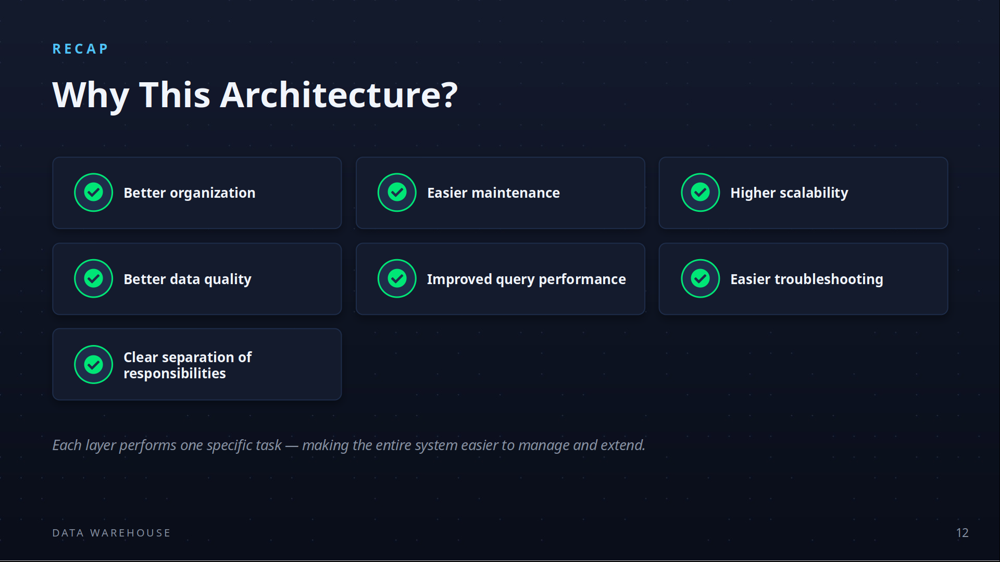 RECAP
Why This Architecture?
Better organization
Easier maintenance
Higher scalability
Better data quality
Improved query performance
Easier troubleshooting
Clear separation of
responsibilities
Each layer performs one specific task — making the entire system easier to manage and extend.
DATA WAREHOUSE
12